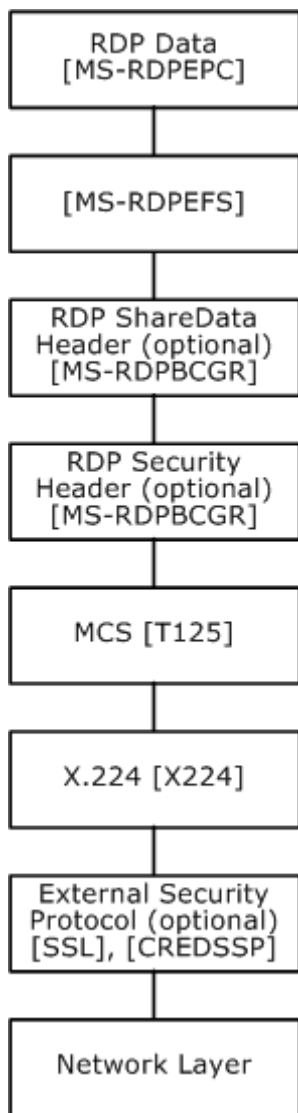 RDP Data
[MS-RDPEPC]
[MS-RDPEFS]
RDP ShareData
Header (optional)
[MS-RDPBCGR]
RDP Security
Header (optional)
[MS-RDPBCGR]
MCS [T125]
X.224 [X224]
External Security
Protocol (optional)
[SSL], [CREDSSP]
Network Layer